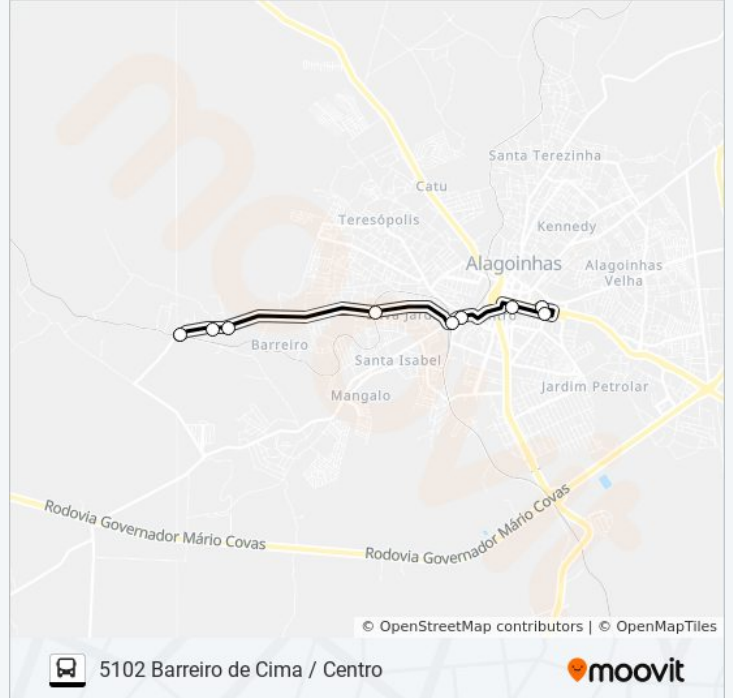 Santa Terezinha
Catu
Teresópolis
Kennedy
Alagoinhas
Alagoinhas
Velha
Barreiro
Santa Isabel
Jardim Petrolar
Mangalo
Rodovia Governador Mário Covas
Rodovia Governador Mário Covas
© OpenStreetMap contributors | © OpenMapTiles
5102 Barreiro de Cima / Centro
moovit